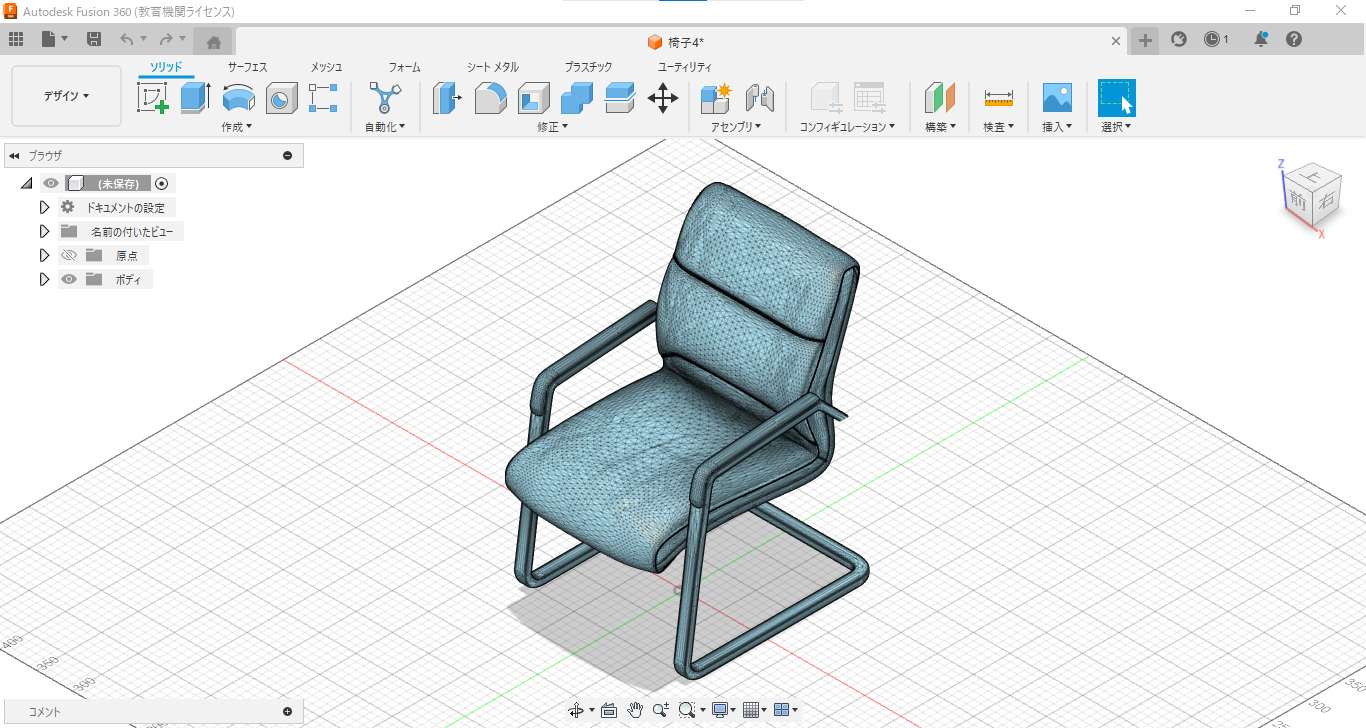 Autodesk Fusion 360 (教育機関ライセンス)
椅子4*
1
デザイン
ソリッド
サーフェス
メッシュ
フォーム
シート メタル
プラスチック
ユーティリティ
作成
自動化
修正
アセンブリ
コンフィギュレーション
構築
検査
挿入
選択
ブラウザ
(未保存)
ドキュメントの設定
名前の付いたビュー
原点
ボディ
Z
上
前
右
X
400
350
300
350
300
コメント